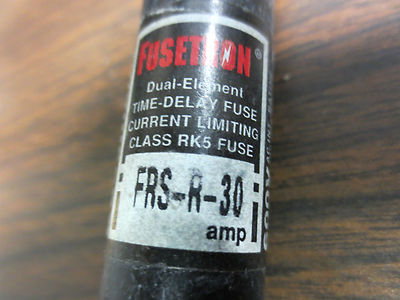 FUSETRON®
Dual-Element
TIME-DELAY FUSE
CURRENT LIMITING
CLASS RK5 FUSE
FRS-R-30
amp